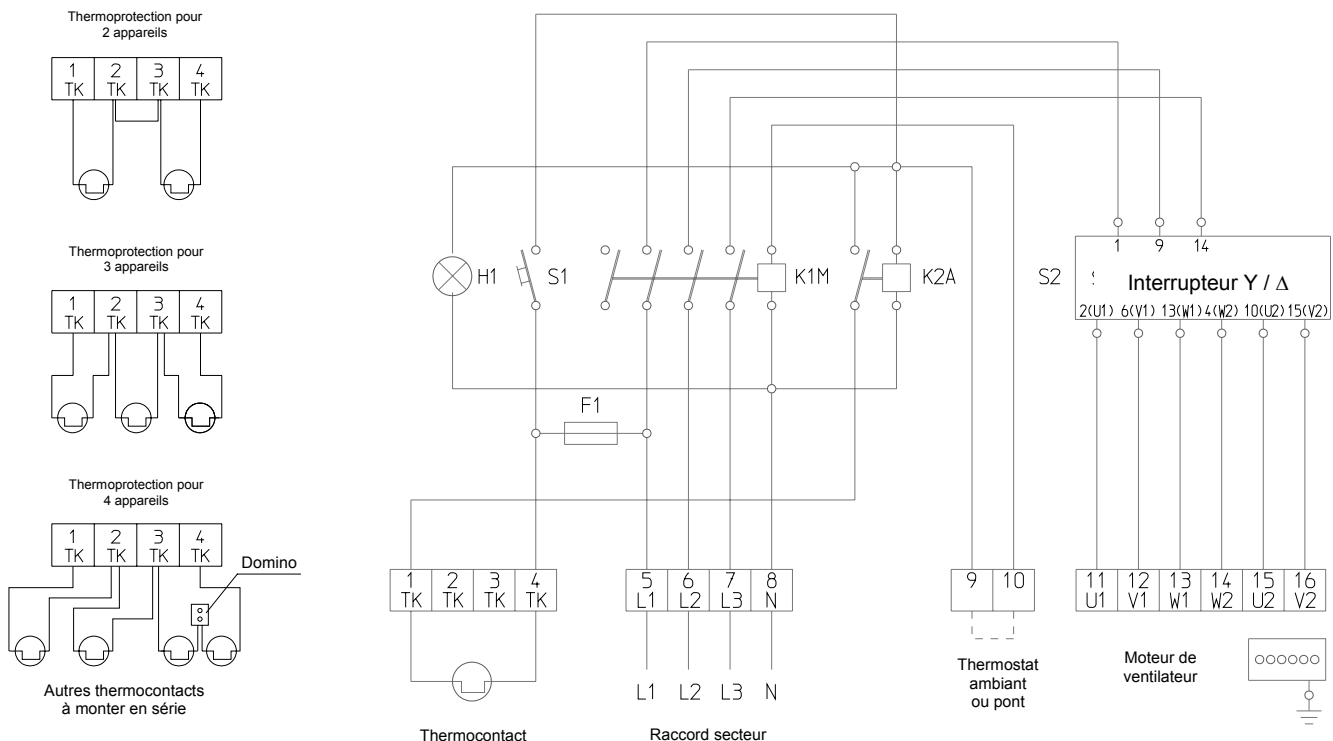 Thermoprotection pour
2 appareils
1 2 3 4
TK TK TK TK
Thermoprotection pour
3 appareils
1 2 3 4
TK TK TK TK
Thermoprotection pour
4 appareils
1 2 3 4
TK TK TK TK
Domino
Autres thermocontacts
à monter en série
H1 S1 K1M K2A S2
F1
1 9 14
Interrupteur Y / Δ
2(U1) 6(V1) 13(W1) 4(W2) 10(U2) 15(V2)
1 2 3 4
TK TK TK TK
Thermocontact
5 6 7 8
L1 L2 L3 N
L1 L2 L3 N
Raccord secteur
9 10
Thermostat
ambiant
ou pont
11 12 13 14 15 16
U1 V1 W1 W2 U2 V2
Moteur de
ventilateur